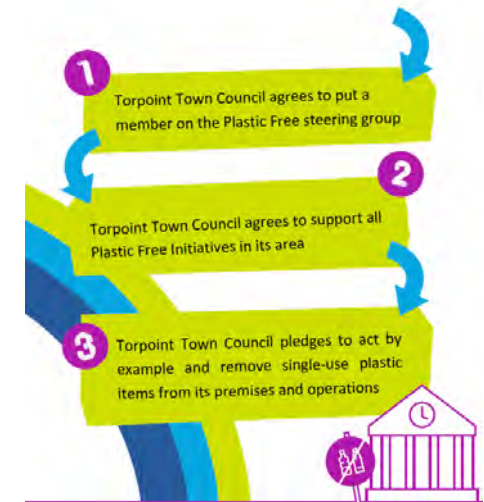 1
Torpoint Town Council agrees to put a
member on the Plastic Free steering group
2
Torpoint Town Council agrees to support all
Plastic Free Initiatives in its area
3
Torpoint Town Council pledges to act by
example and remove single-use plastic
items from its premises and operations